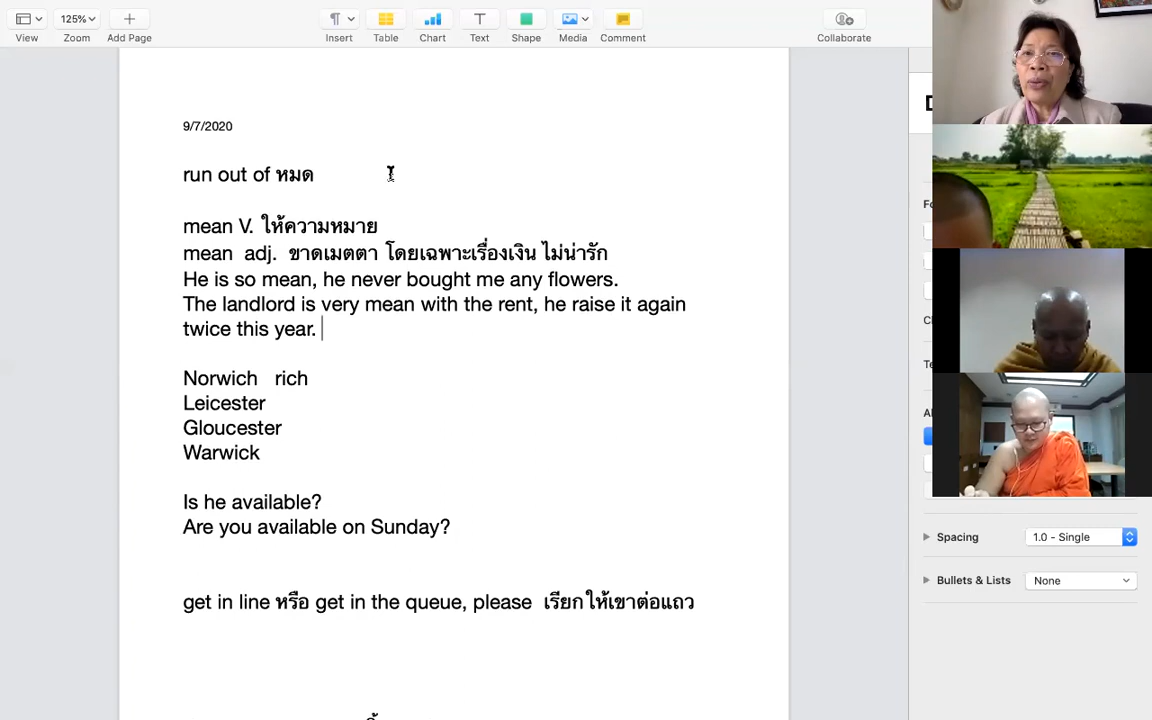 125%
View
Zoom
Add Page
Insert
Table
Chart
Text
Shape
Media
Comment
Collaborate
9/7/2020
run out of หมด
mean V. ให้ความหมาย
mean adj. ขาดเมตตา โดยเฉพาะเรื่องเงิน ไม่น่ารัก
He is so mean, he never bought me any flowers.
The landlord is very mean with the rent, he raise it again
twice this year.
Norwich rich
Leicester
Gloucester
Warwick
Is he available?
Are you available on Sunday?
get in line หรือ get in the queue, please เรียกให้เขาต่อแถว
Spacing
1.0 - Single
Bullets & Lists
None